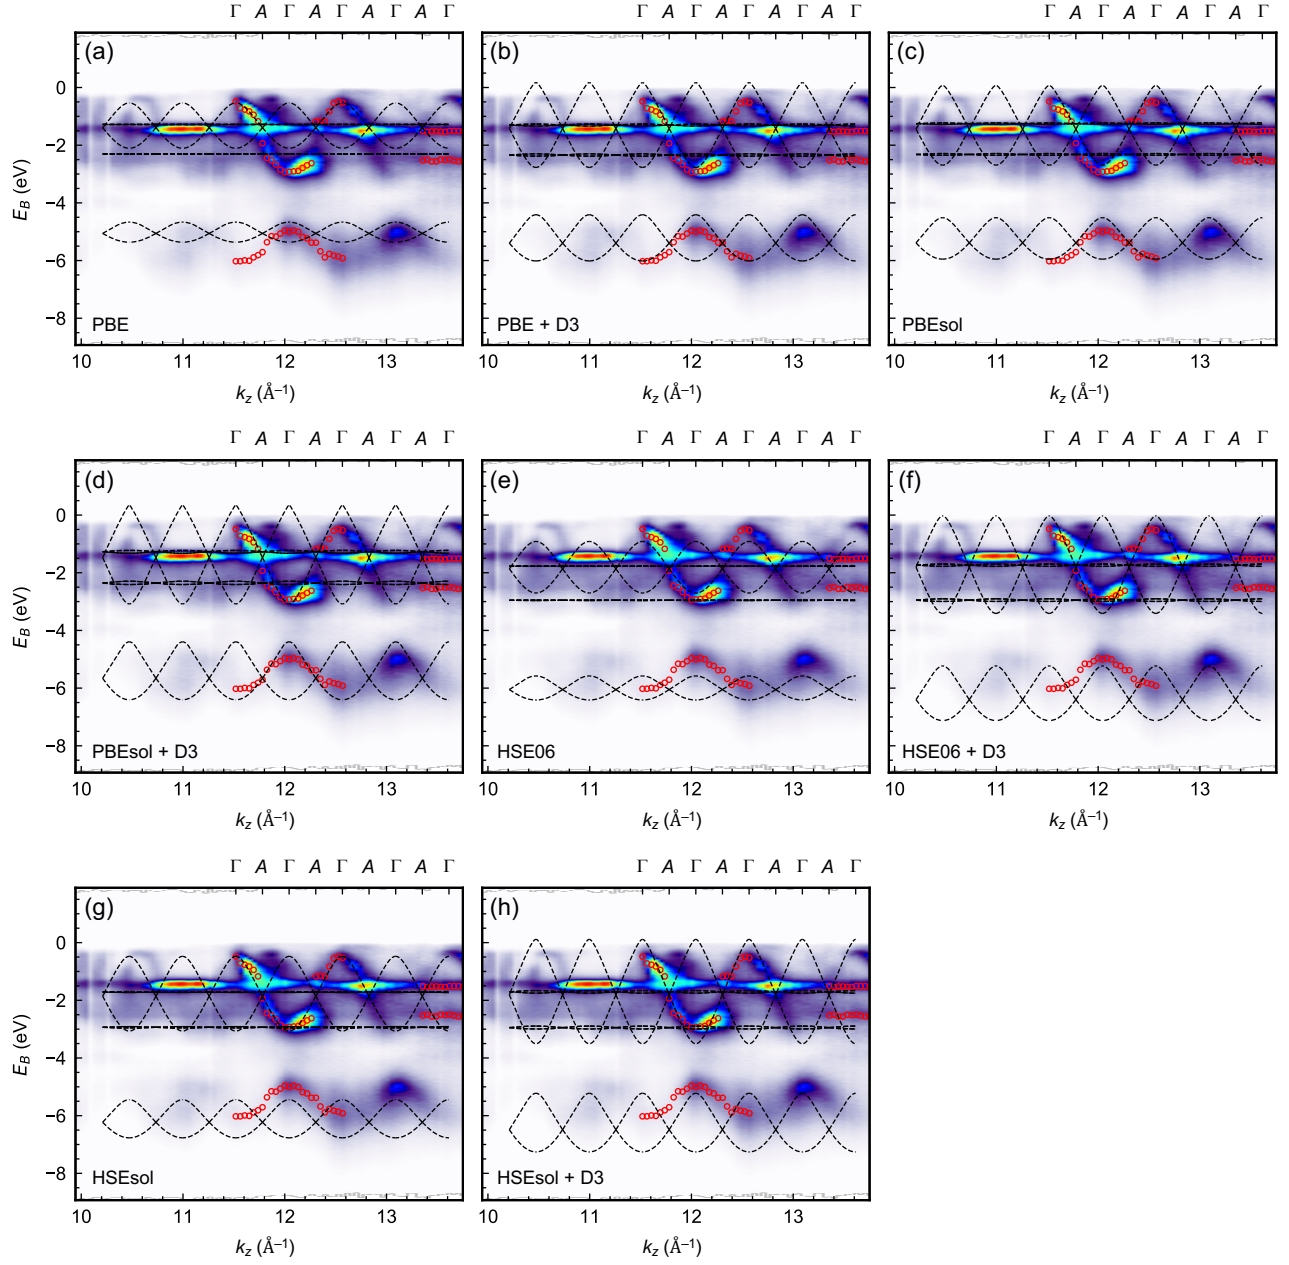 Γ A Γ A Γ A Γ A Γ
Γ A Γ A Γ A Γ A Γ
Γ A Γ A Γ A Γ A Γ
(a)
(b)
(c)
0
−2
−4
−6
−8
E_B (eV)
PBE
PBE + D3
PBEsol
10 11 12 13
10 11 12 13
10 11 12 13
k_z (Å⁻¹)
k_z (Å⁻¹)
k_z (Å⁻¹)
Γ A Γ A Γ A Γ A Γ
Γ A Γ A Γ A Γ A Γ
Γ A Γ A Γ A Γ A Γ
(d)
(e)
(f)
0
−2
−4
−6
−8
E_B (eV)
PBEsol + D3
HSE06
HSE06 + D3
10 11 12 13
10 11 12 13
10 11 12 13
k_z (Å⁻¹)
k_z (Å⁻¹)
k_z (Å⁻¹)
Γ A Γ A Γ A Γ A Γ
Γ A Γ A Γ A Γ A Γ
(g)
(h)
0
−2
−4
−6
−8
E_B (eV)
HSEsol
HSEsol + D3
10 11 12 13
10 11 12 13
k_z (Å⁻¹)
k_z (Å⁻¹)